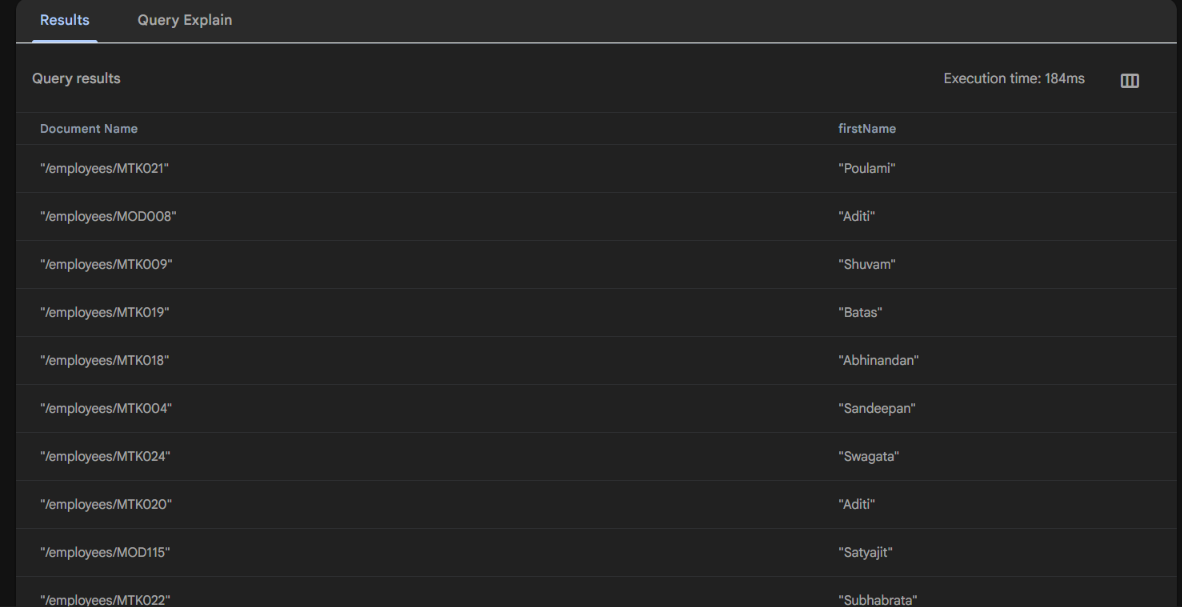 Results Query Explain
Query results Execution time: 184ms
Document Name firstName
"/employees/MTK021" "Poulami"
"/employees/MOD008" "Aditi"
"/employees/MTK009" "Shuvam"
"/employees/MTK019" "Batas"
"/employees/MTK018" "Abhinandan"
"/employees/MTK004" "Sandeepan"
"/employees/MTK024" "Swagata"
"/employees/MTK020" "Aditi"
"/employees/MOD115" "Satyajit"
"/employees/MTK022" "Subhabrata"